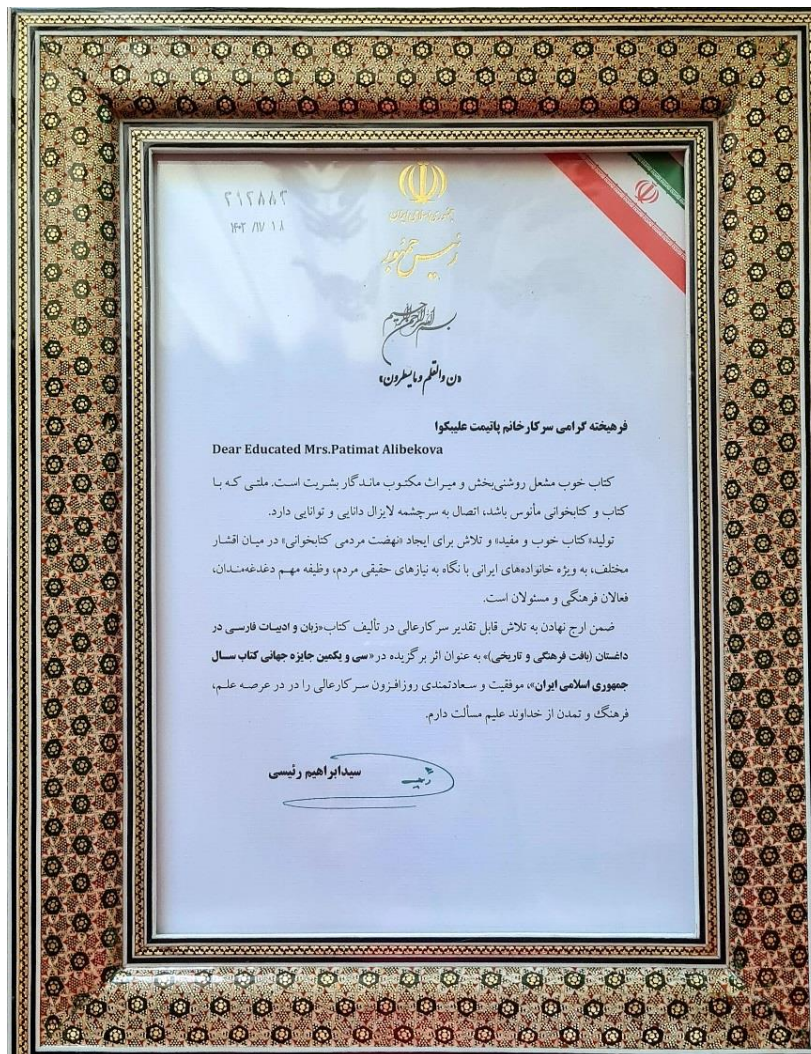 ۲۱۲۸۸۲
۱۴۰۲ /۱۱/ ۱۸
جمهوری اسلامی ایران
رئیس جمهور
بسم الله الرحمن الرحیم
«ن والقلم و ما یسطرون»
فرهیخته گرامی سرکار خانم پاتیمت علیبکوا
Dear Educated Mrs.Patimat Alibekova
کتاب خوب مشعل روشنی‌بخش و میراث مکتوب ماندگار بشریت است. ملتی که با
کتاب و کتابخوانی مأنوس باشد، اتصال به سرچشمه لایزال دانایی و توانایی دارد.
تولید«کتاب خوب و مفید» و تلاش برای ایجاد «نهضت مردمی کتابخوانی» در میان اقشار
مختلف، به ویژه خانواده‌های ایرانی با نگاه به نیازهای حقیقی مردم، وظیفه مهم دغدغه‌مندان،
فعالان فرهنگی و مسئولان است.
ضمن ارج نهادن به تلاش قابل تقدیر سرکارعالی در تألیف کتاب«زبان و ادبیات فارسی در
داغستان (بافت فرهنگی و تاریخی)» به عنوان اثر برگزیده در«سی و یکمین جایزه جهانی کتاب سال
جمهوری اسلامی ایران»، موفقیت و سعادتمندی روزافزون سرکارعالی را در در عرصه علم،
فرهنگ و تمدن از خداوند علیم مسألت دارم.
سیدابراهیم رئیسی